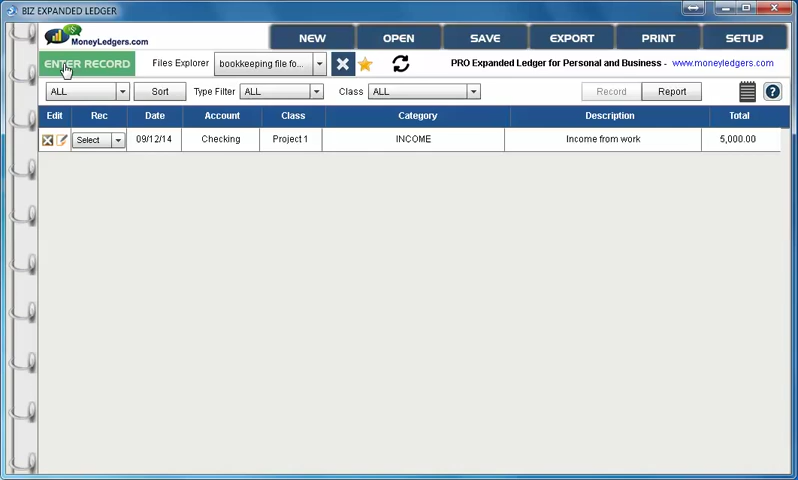 BIZ EXPANDED LEDGER
MoneyLedgers.com
NEW OPEN SAVE EXPORT PRINT SETUP
ENTER RECORD Files Explorer bookkeeping file fo... PRO Expanded Ledger for Personal and Business - www.moneyledgers.com
ALL Sort Type Filter ALL Class ALL Record Report ?
Edit Rec Date Account Class Category Description Total
Select 09/12/14 Checking Project 1 INCOME Income from work 5,000.00